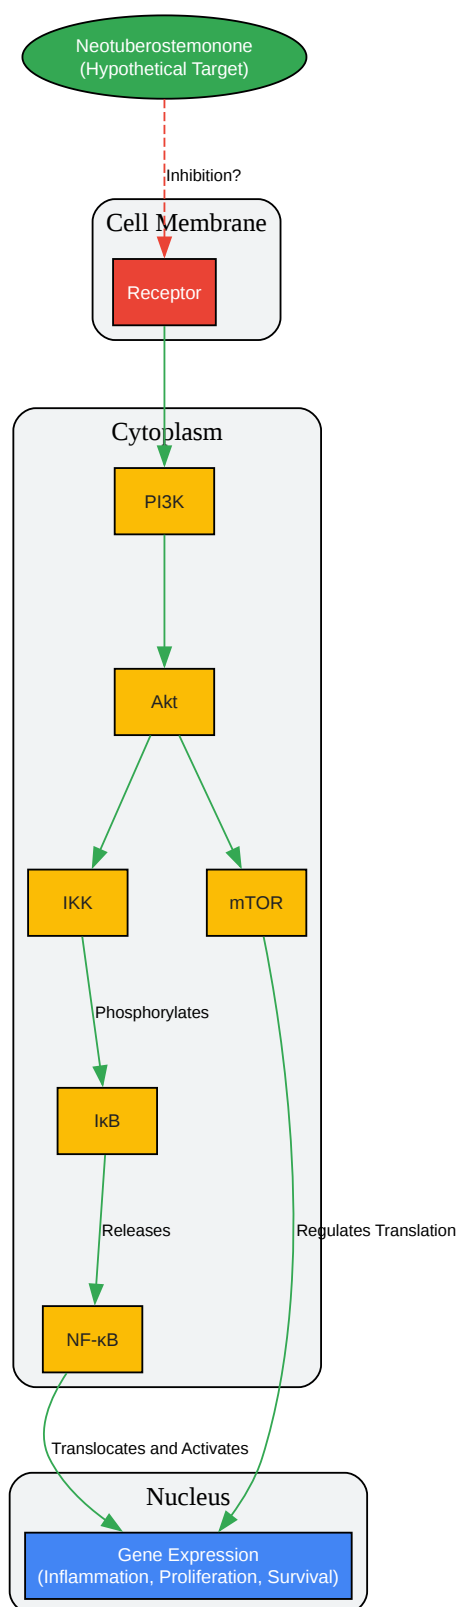 Neotuberostemonone
(Hypothetical Target)
Inhibition?
Cell Membrane
Receptor
Cytoplasm
PI3K
Akt
IKK
mTOR
Phosphorylates
IκB
Releases
Regulates Translation
NF-κB
Translocates and Activates
Nucleus
Gene Expression
(Inflammation, Proliferation, Survival)